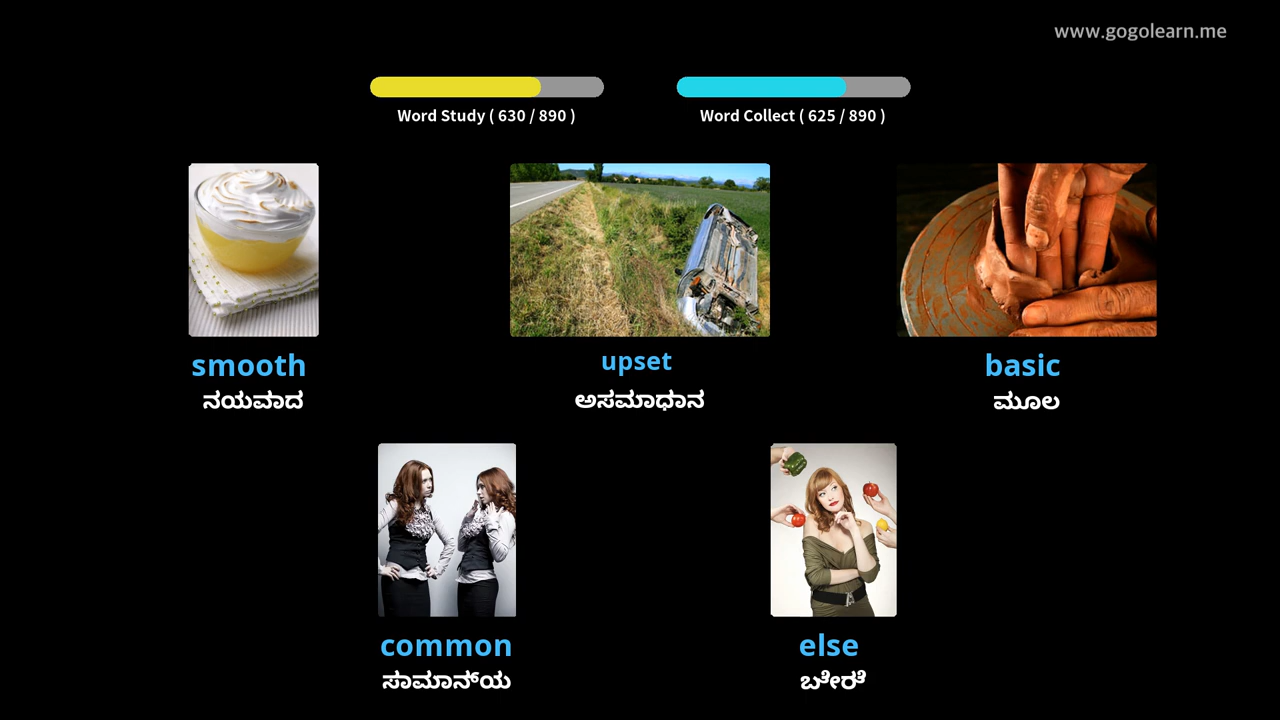 www.gogolearn.me
Word Study ( 630 / 890 )
Word Collect ( 625 / 890 )
smooth
ನಯವಾದ
upset
ಅಸಮಾಧಾನ
basic
ಮೂಲ
common
ಸಾಮಾನ್ಯ
else
ಬೇರೆ